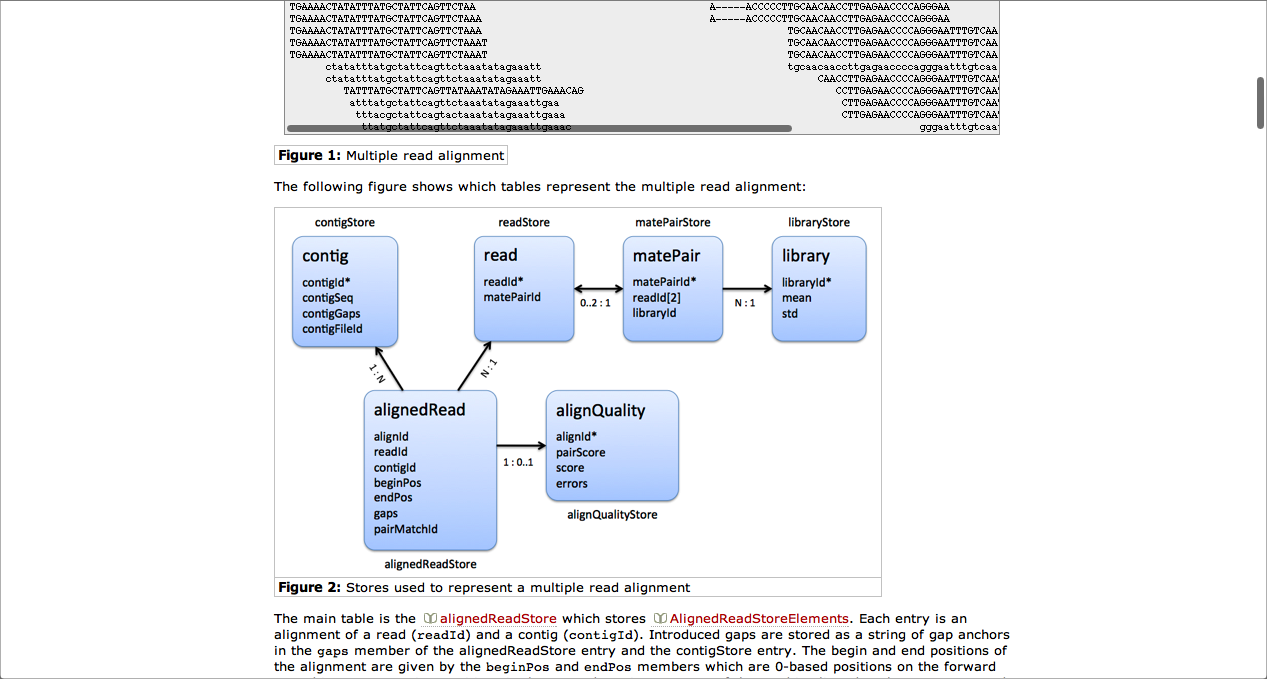 TGAAAACTATATTTATGCTATTCAGTTCTAA A-----ACCCCCTTGCAACAACCTTGAGAACCCCAGGGAA
TGAAAACTATATTTATGCTATTCAGTTCTAAA A-----ACCCCCTTGCAACAACCTTGAGAACCCCAGGGAA
TGAAAACTATATTTATGCTATTCAGTTCTAAA TGCAACAACCTTGAGAACCCCAGGGAATTTGTCAA
TGAAAACTATATTTATGCTATTCAGTTCTAAAT TGCAACAACCTTGAGAACCCCAGGGAATTTGTCAA
TGAAAACTATATTTATGCTATTCAGTTCTAAAT TGCAACAACCTTGAGAACCCCAGGGAATTTGTCAA
ctatatttatgctattcagttctaaatatagaaatt tgcaacaaccttgagaaccccagggaatttgtcaa
ctatatttatgctattcagttctaaatatagaaatt CAACCTTGAGAACCCCAGGGAATTTGTCAA
TATTTATGCTATTCAGTTATAAATATAGAAATTGAAACAG CCTTGAGAACCCCAGGGAATTTGTCAA
atttatgctattcagttctaaatatagaaattgaa CTTGAGAACCCCAGGGAATTTGTCAA
tttacgctattcagtactaaatatagaaattgaaa CTTGAGAACCCCAGGGAATTTGTCAA
ttatgctattcagttctaaatatagaaattgaaac gggaatttgtcaa
Figure 1: Multiple read alignment
The following figure shows which tables represent the multiple read alignment:
contigStore readStore matePairStore libraryStore
contig
contigId*
contigSeq
contigGaps
contigFileId
read
readId*
matePairId
0..2 : 1
matePair
matePairId*
readId[2]
libraryId
N : 1
library
libraryId*
mean
std
1 : N
N : 1
alignedRead
alignId
readId
contigId
beginPos
endPos
gaps
pairMatchId
1 : 0..1
alignQuality
alignId*
pairScore
score
errors
alignQualityStore
alignedReadStore
Figure 2: Stores used to represent a multiple read alignment
The main table is the alignedReadStore which stores AlignedReadStoreElements. Each entry is an
alignment of a read (readId) and a contig (contigId). Introduced gaps are stored as a string of gap anchors
in the gaps member of the alignedReadStore entry and the contigStore entry. The begin and end positions of
the alignment are given by the beginPos and endPos members which are 0-based positions on the forward